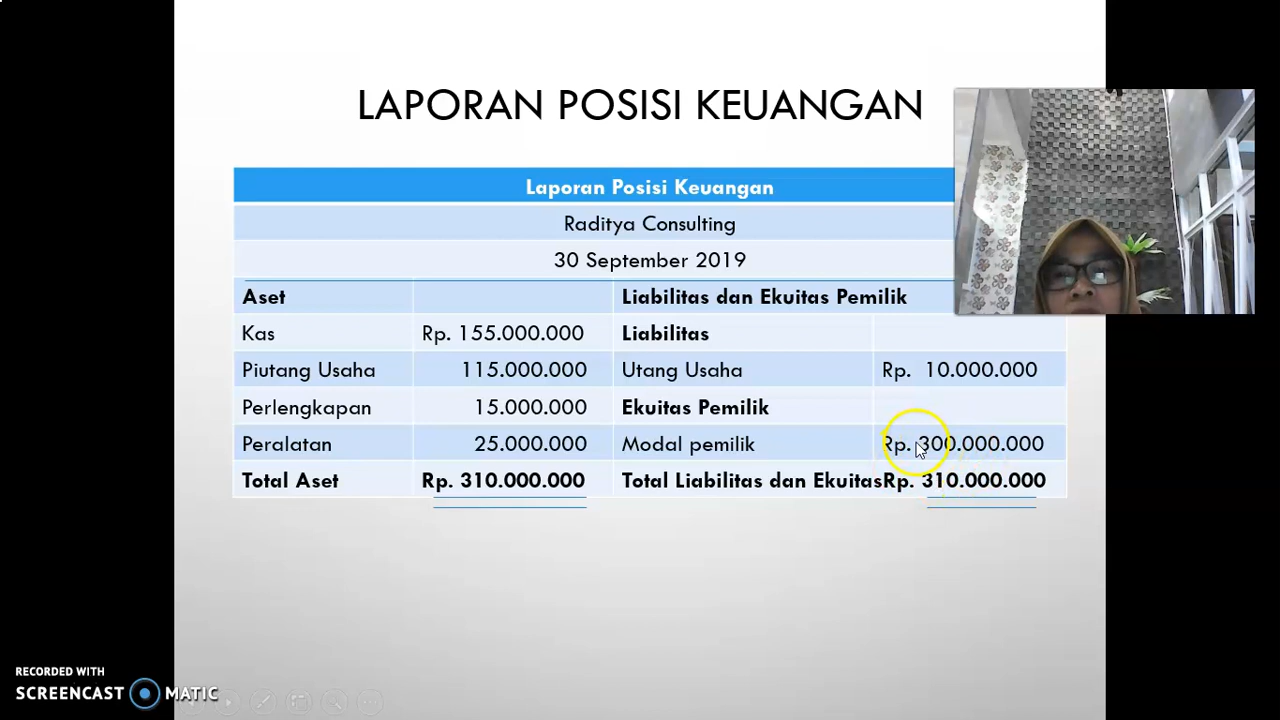 LAPORAN POSISI KEUANGAN
Laporan Posisi Keuangan
Raditya Consulting
30 September 2019
Aset Liabilitas dan Ekuitas Pemilik
Kas Rp. 155.000.000 Liabilitas
Piutang Usaha 115.000.000 Utang Usaha Rp. 10.000.000
Perlengkapan 15.000.000 Ekuitas Pemilik
Peralatan 25.000.000 Modal pemilik Rp. 300.000.000
Total Aset Rp. 310.000.000 Total Liabilitas dan Ekuitas Rp. 310.000.000
RECORDED WITH
SCREENCAST MATIC